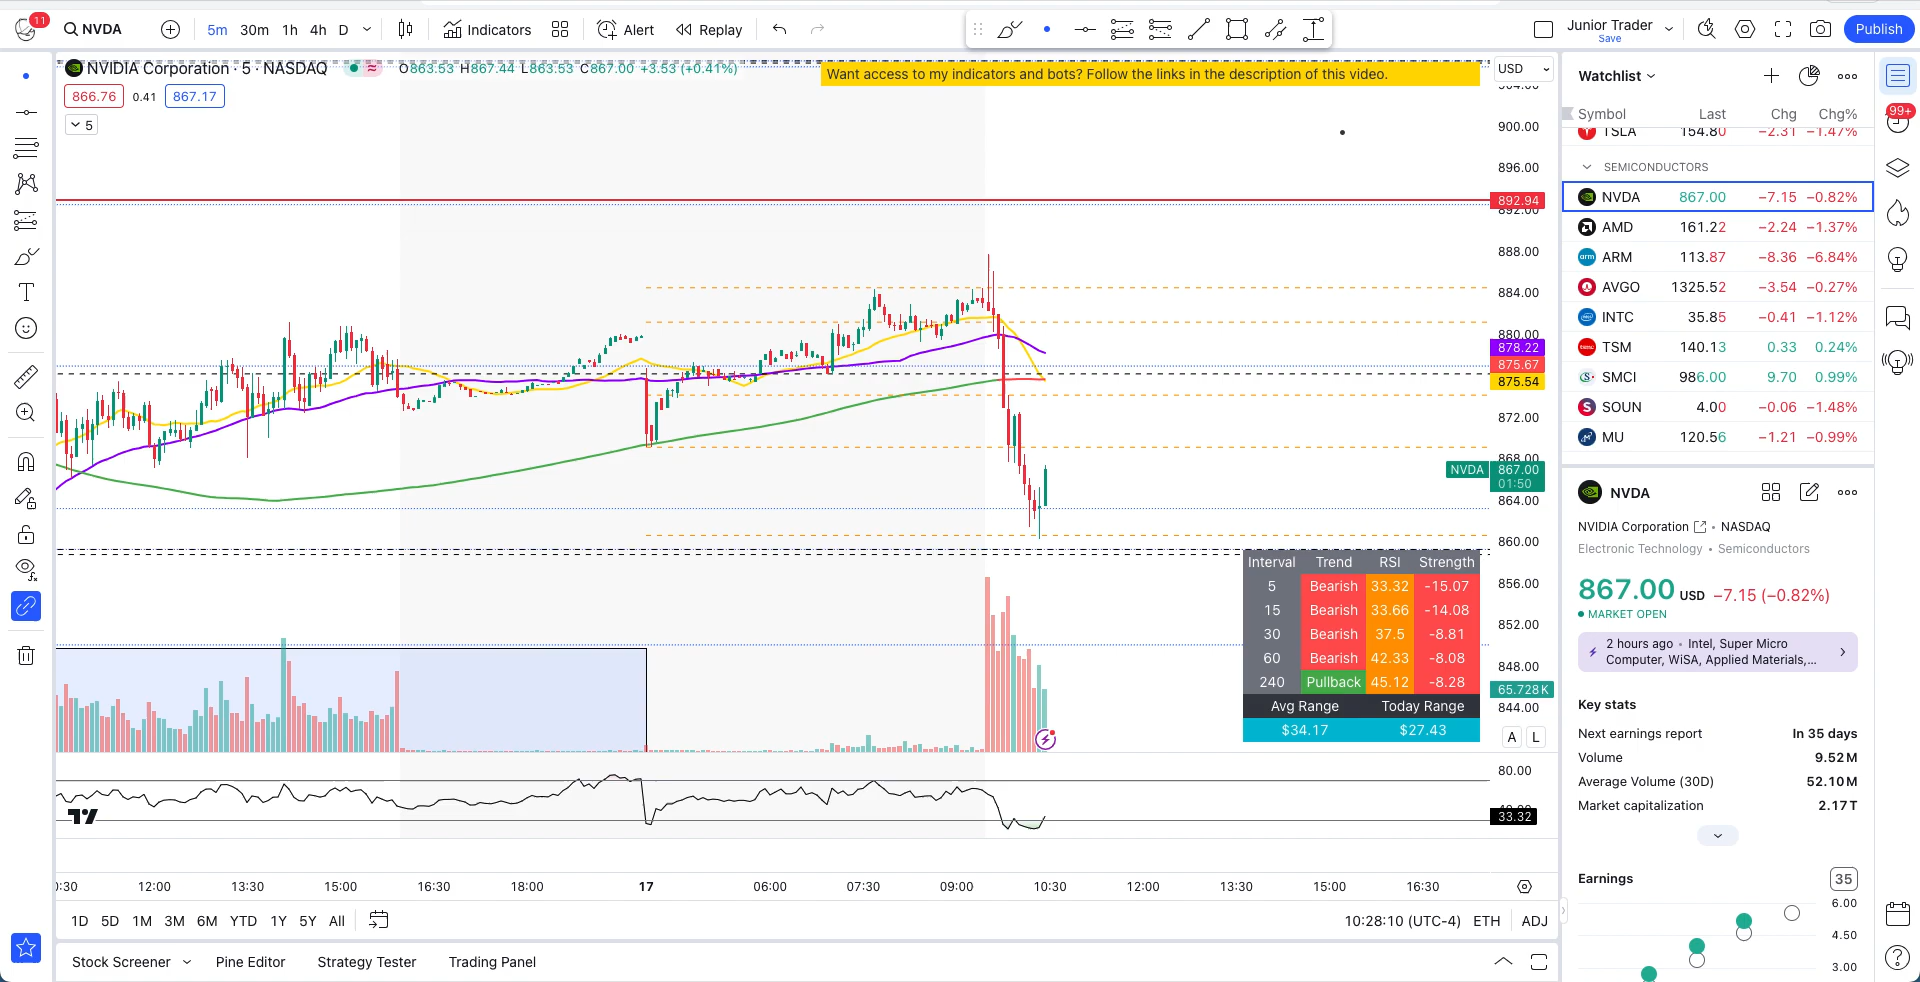 11
NVDA
5m 30m 1h 4h D
Indicators
Alert
Replay
Junior Trader
Save
Publish
NVIDIA Corporation · 5 · NASDAQ
O863.53 H867.44 L863.53 C867.00 +3.53 (+0.41%)
866.76 0.41 867.17
5
Want access to my indicators and bots? Follow the links in the description of this video.
USD
900.00
896.00
892.94
892.00
888.00
884.00
880.00
878.22
875.67
875.54
872.00
868.00
NVDA 867.00
01:50
864.00
860.00
856.00
852.00
848.00
65.728K
844.00
A L
80.00
33.32
Interval Trend RSI Strength
5 Bearish 33.32 -15.07
15 Bearish 33.66 -14.08
30 Bearish 37.5 -8.81
60 Bearish 42.33 -8.08
240 Pullback 45.12 -8.28
Avg Range Today Range
$34.17 $27.43
:30 12:00 13:30 15:00 16:30 18:00 17 06:00 07:30 09:00 10:30 12:00 13:30 15:00 16:30
1D 5D 1M 3M 6M YTD 1Y 5Y All
10:28:10 (UTC-4) ETH ADJ
Stock Screener Pine Editor Strategy Tester Trading Panel
Watchlist
Symbol Last Chg Chg%
TSLA 154.80 −2.31 −1.47%
SEMICONDUCTORS
NVDA 867.00 −7.15 −0.82%
AMD 161.22 −2.24 −1.37%
ARM 113.87 −8.36 −6.84%
AVGO 1325.52 −3.54 −0.27%
INTC 35.85 −0.41 −1.12%
TSM 140.13 0.33 0.24%
SMCI 986.00 9.70 0.99%
SOUN 4.00 −0.06 −1.48%
MU 120.56 −1.21 −0.99%
NVDA
NVIDIA Corporation • NASDAQ
Electronic Technology • Semiconductors
867.00 USD −7.15 (−0.82%)
MARKET OPEN
2 hours ago • Intel, Super Micro
Computer, WiSA, Applied Materials,...
Key stats
Next earnings report In 35 days
Volume 9.52M
Average Volume (30D) 52.10M
Market capitalization 2.17T
Earnings 35
6.00
4.50
3.00
99+